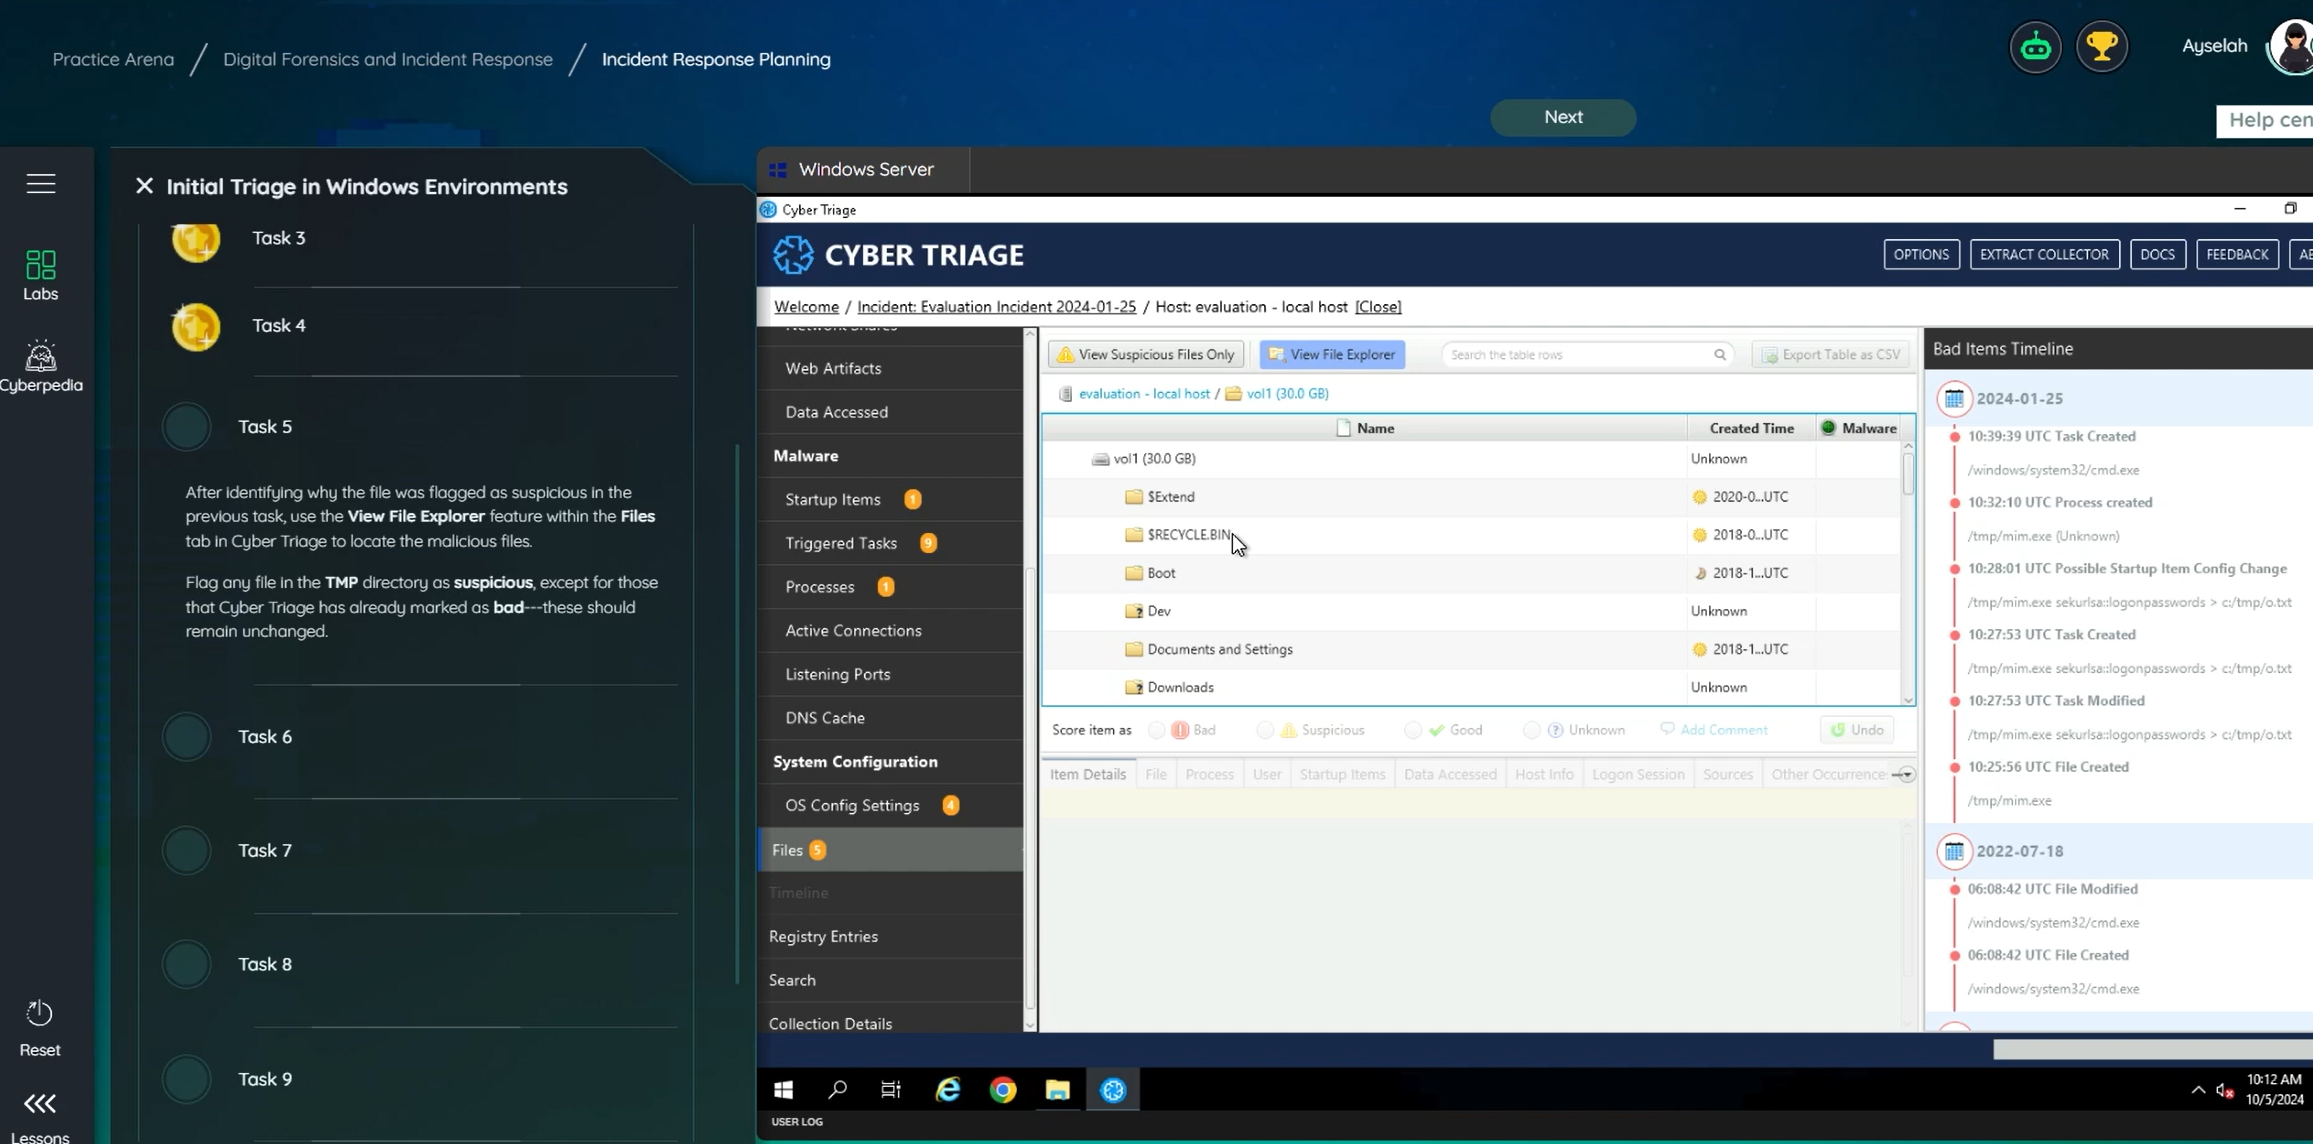 Practice Arena / Digital Forensics and Incident Response / Incident Response Planning
Ayselah
Next
Help cen
Labs
Cyberpedia
Reset
Lessons
Initial Triage in Windows Environments
Task 3
Task 4
Task 5
After identifying why the file was flagged as suspicious in the
previous task, use the View File Explorer feature within the Files
tab in Cyber Triage to locate the malicious files.
Flag any file in the TMP directory as suspicious, except for those
that Cyber Triage has already marked as bad---these should
remain unchanged.
Task 6
Task 7
Task 8
Task 9
Windows Server
Cyber Triage
CYBER TRIAGE
OPTIONS
EXTRACT COLLECTOR
DOCS
FEEDBACK
AB
Welcome / Incident: Evaluation Incident 2024-01-25 / Host: evaluation - local host [Close]
Network Shares
Web Artifacts
Data Accessed
Malware
Startup Items 1
Triggered Tasks 9
Processes 1
Active Connections
Listening Ports
DNS Cache
System Configuration
OS Config Settings 4
Files 5
Timeline
Registry Entries
Search
Collection Details
View Suspicious Files Only
View File Explorer
Search the table rows
Export Table as CSV
evaluation - local host / vol1 (30.0 GB)
Name Created Time Malware
vol1 (30.0 GB) Unknown
$Extend 2020-0...UTC
$RECYCLE.BIN 2018-0...UTC
Boot 2018-1...UTC
Dev Unknown
Documents and Settings 2018-1...UTC
Downloads Unknown
Score item as Bad Suspicious Good Unknown Add Comment Undo
Item Details File Process User Startup Items Data Accessed Host Info Logon Session Sources Other Occurrence
Bad Items Timeline
2024-01-25
10:39:39 UTC Task Created
/windows/system32/cmd.exe
10:32:10 UTC Process created
/tmp/mim.exe (Unknown)
10:28:01 UTC Possible Startup Item Config Change
/tmp/mim.exe sekurlsa::logonpasswords > c:/tmp/o.txt
10:27:53 UTC Task Created
/tmp/mim.exe sekurlsa::logonpasswords > c:/tmp/o.txt
10:27:53 UTC Task Modified
/tmp/mim.exe sekurlsa::logonpasswords > c:/tmp/o.txt
10:25:56 UTC File Created
/tmp/mim.exe
2022-07-18
06:08:42 UTC File Modified
/windows/system32/cmd.exe
06:08:42 UTC File Created
/windows/system32/cmd.exe
10:12 AM
10/5/2024
USER LOG